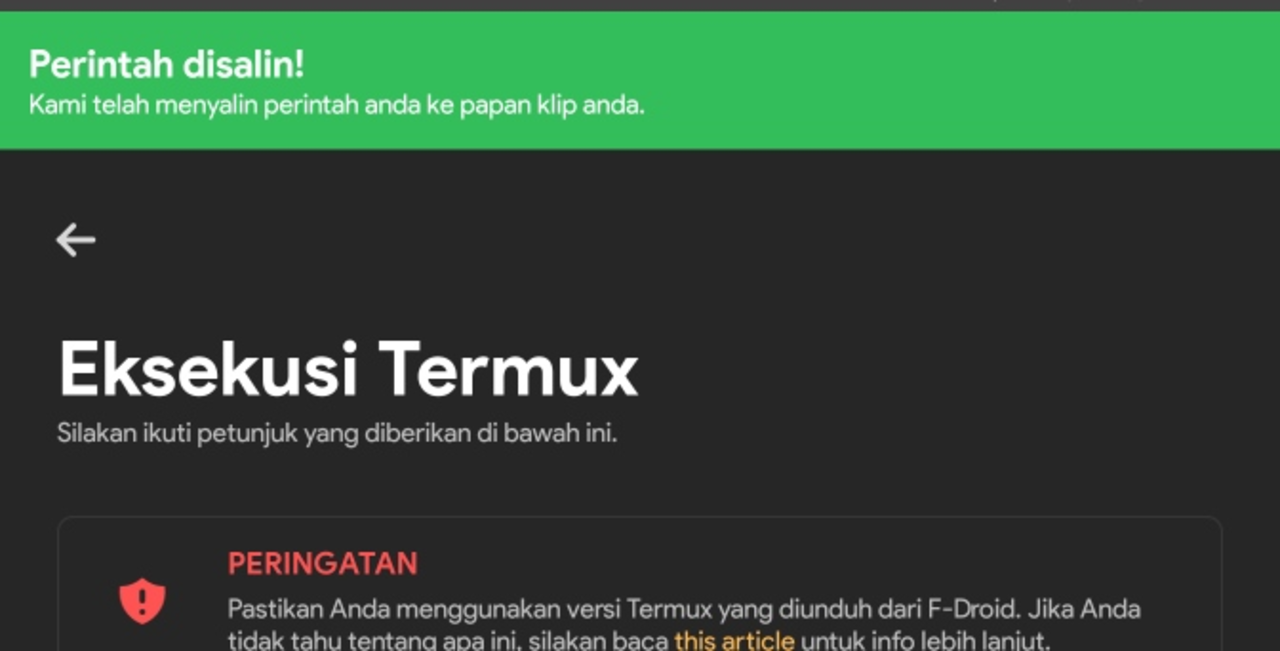 Perintah disalin!
Kami telah menyalin perintah anda ke papan klip anda.
Eksekusi Termux
Silakan ikuti petunjuk yang diberikan di bawah ini.
PERINGATAN
Pastikan Anda menggunakan versi Termux yang diunduh dari F-Droid. Jika Anda
tidak tahu tentang apa ini, silakan baca this article untuk info lebih lanjut.